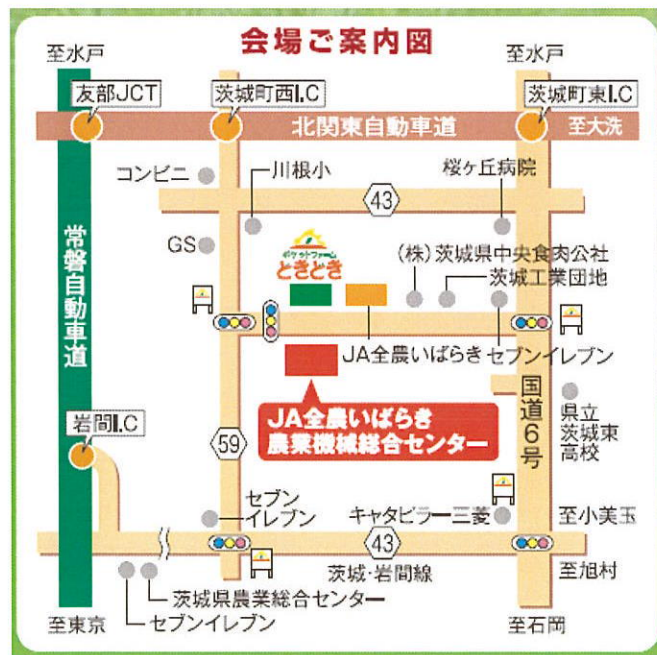 会場ご案内図
至水戸
至水戸
友部JCT
茨城町西I.C
茨城町東I.C
北関東自動車道
至大洗
コンビニ
川根小
桜ヶ丘病院
43
GS
ポケットファーム
どきどき
(株)茨城県中央食肉公社
茨城工業団地
常磐自動車道
JA全農いばらき
セブンイレブン
JA全農いばらき
農業機械総合センター
国道6号
県立
茨城東
高校
岩間I.C
59
セブン
イレブン
キャタピラー三菱
至小美玉
43
茨城・岩間線
至旭村
茨城県農業総合センター
セブンイレブン
至東京
至石岡